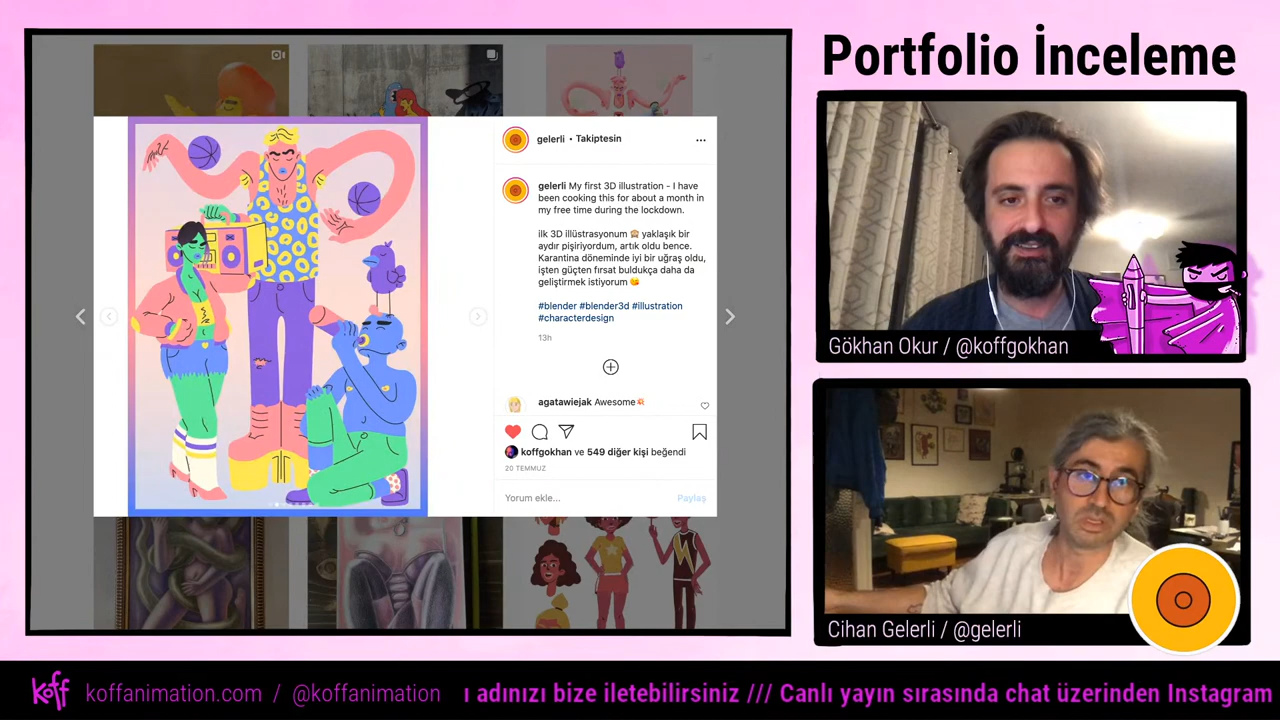 Portfolio İnceleme
gelerli • Takiptesin
gelerli My first 3D illustration - I have
been cooking this for about a month in
my free time during the lockdown.
ilk 3D illüstrasyonum 🙈 yaklaşık bir
aydır pişiriyordum, artık oldu bence.
Karantina döneminde iyi bir uğraş oldu,
işten güçten fırsat buldukça daha da
geliştirmek istiyorum 😋
#blender #blender3d #illustration
#characterdesign
13h
agatawiejak Awesome💥
koffgokhan ve 549 diğer kişi beğendi
20 TEMMUZ
Yorum ekle...
Paylaş
Gökhan Okur / @koffgokhan
Cihan Gelerli / @gelerli
koff koffanimation.com / @koffanimation
ı adınızı bize iletebilirsiniz /// Canlı yayın sırasında chat üzerinden Instagram